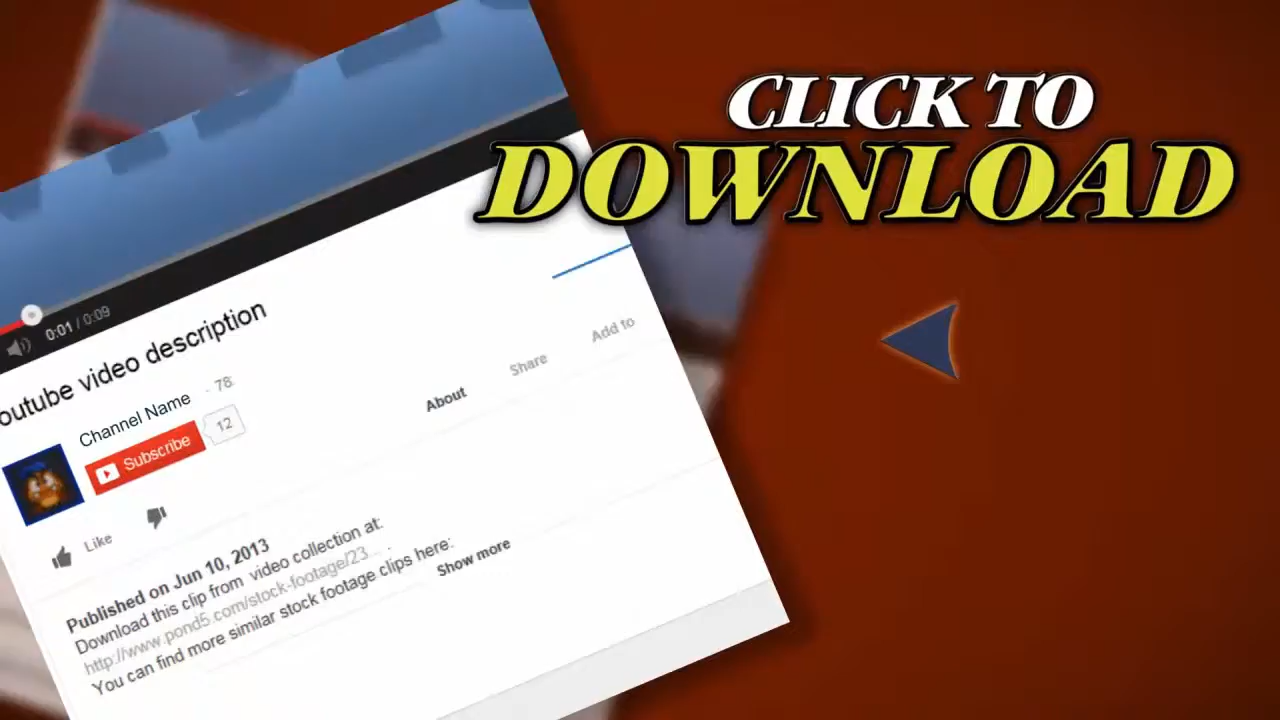 CLICK TO
DOWNLOAD
0:01 / 0:09
outube video description
Channel Name · 78
Subscribe 12
About Share Add to
Like
Published on Jun 10, 2013
Download this clip from video collection at:
http://www.pond5.com/stock-footage/23...
You can find more similar stock footage clips here:
Show more